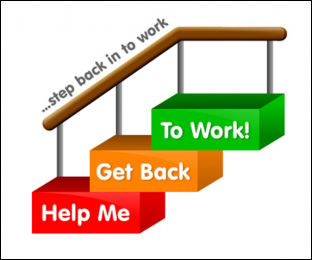 ...step back in to work
To Work!
Get Back
Help Me